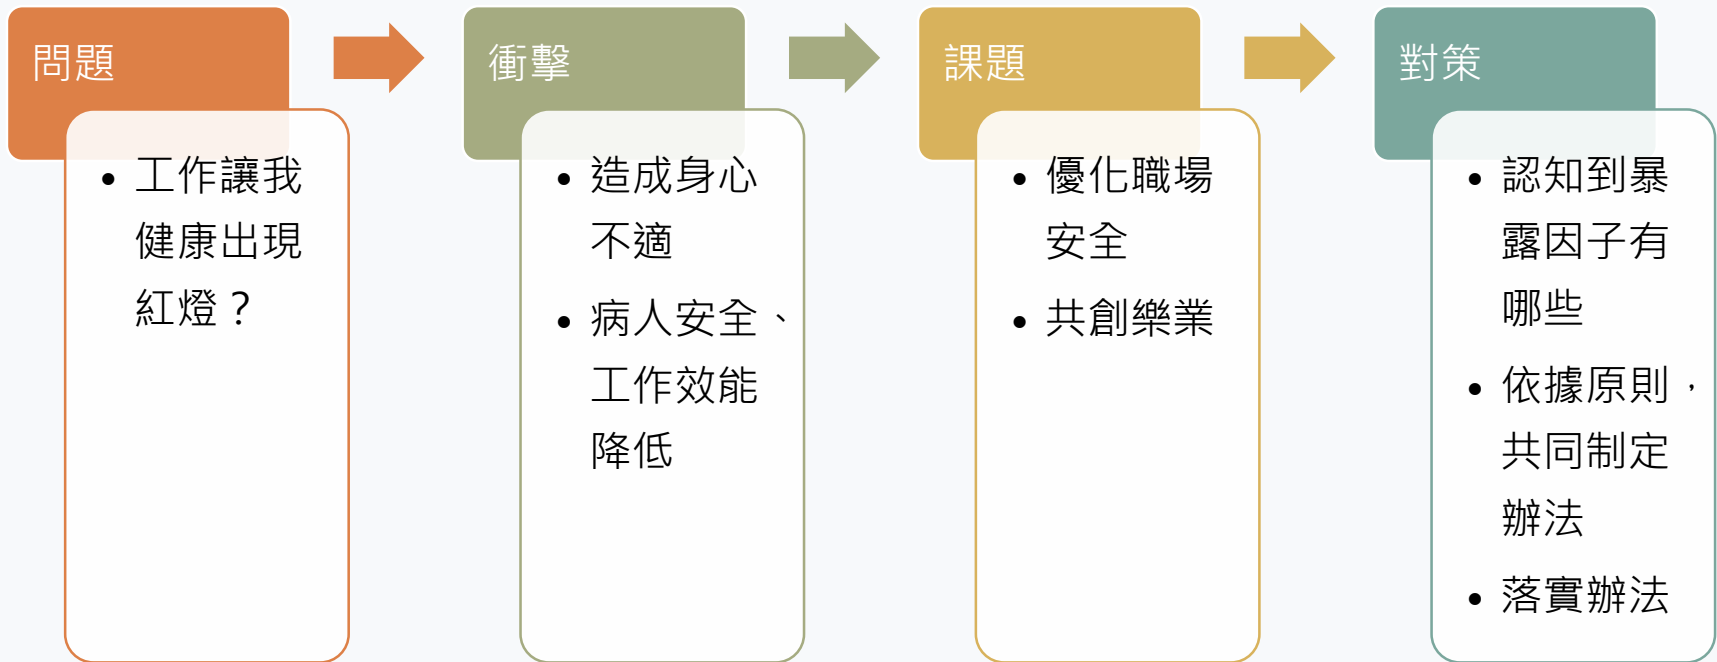 問題
工作讓我
健康出現
紅燈？
衝擊
造成身心
不適
病人安全、
工作效能
降低
課題
優化職場
安全
共創樂業
對策
認知到暴
露因子有
哪些
依據原則，
共同制定
辦法
落實辦法